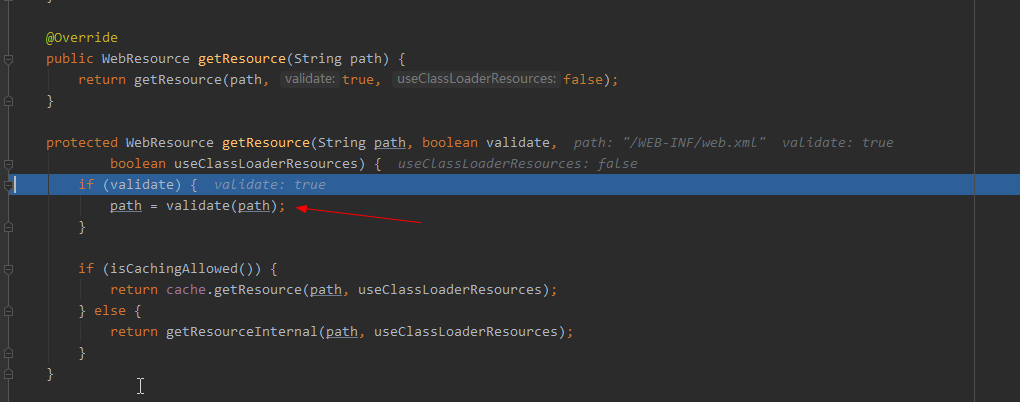 }
@Override
public WebResource getResource(String path) {
return getResource(path, validate: true, useClassLoaderResources: false);
}
protected WebResource getResource(String path, boolean validate, path: "/WEB-INF/web.xml" validate: true
boolean useClassLoaderResources) { useClassLoaderResources: false
if (validate) { validate: true
path = validate(path);
}
if (isCachingAllowed()) {
return cache.getResource(path, useClassLoaderResources);
} else {
return getResourceInternal(path, useClassLoaderResources);
}
}